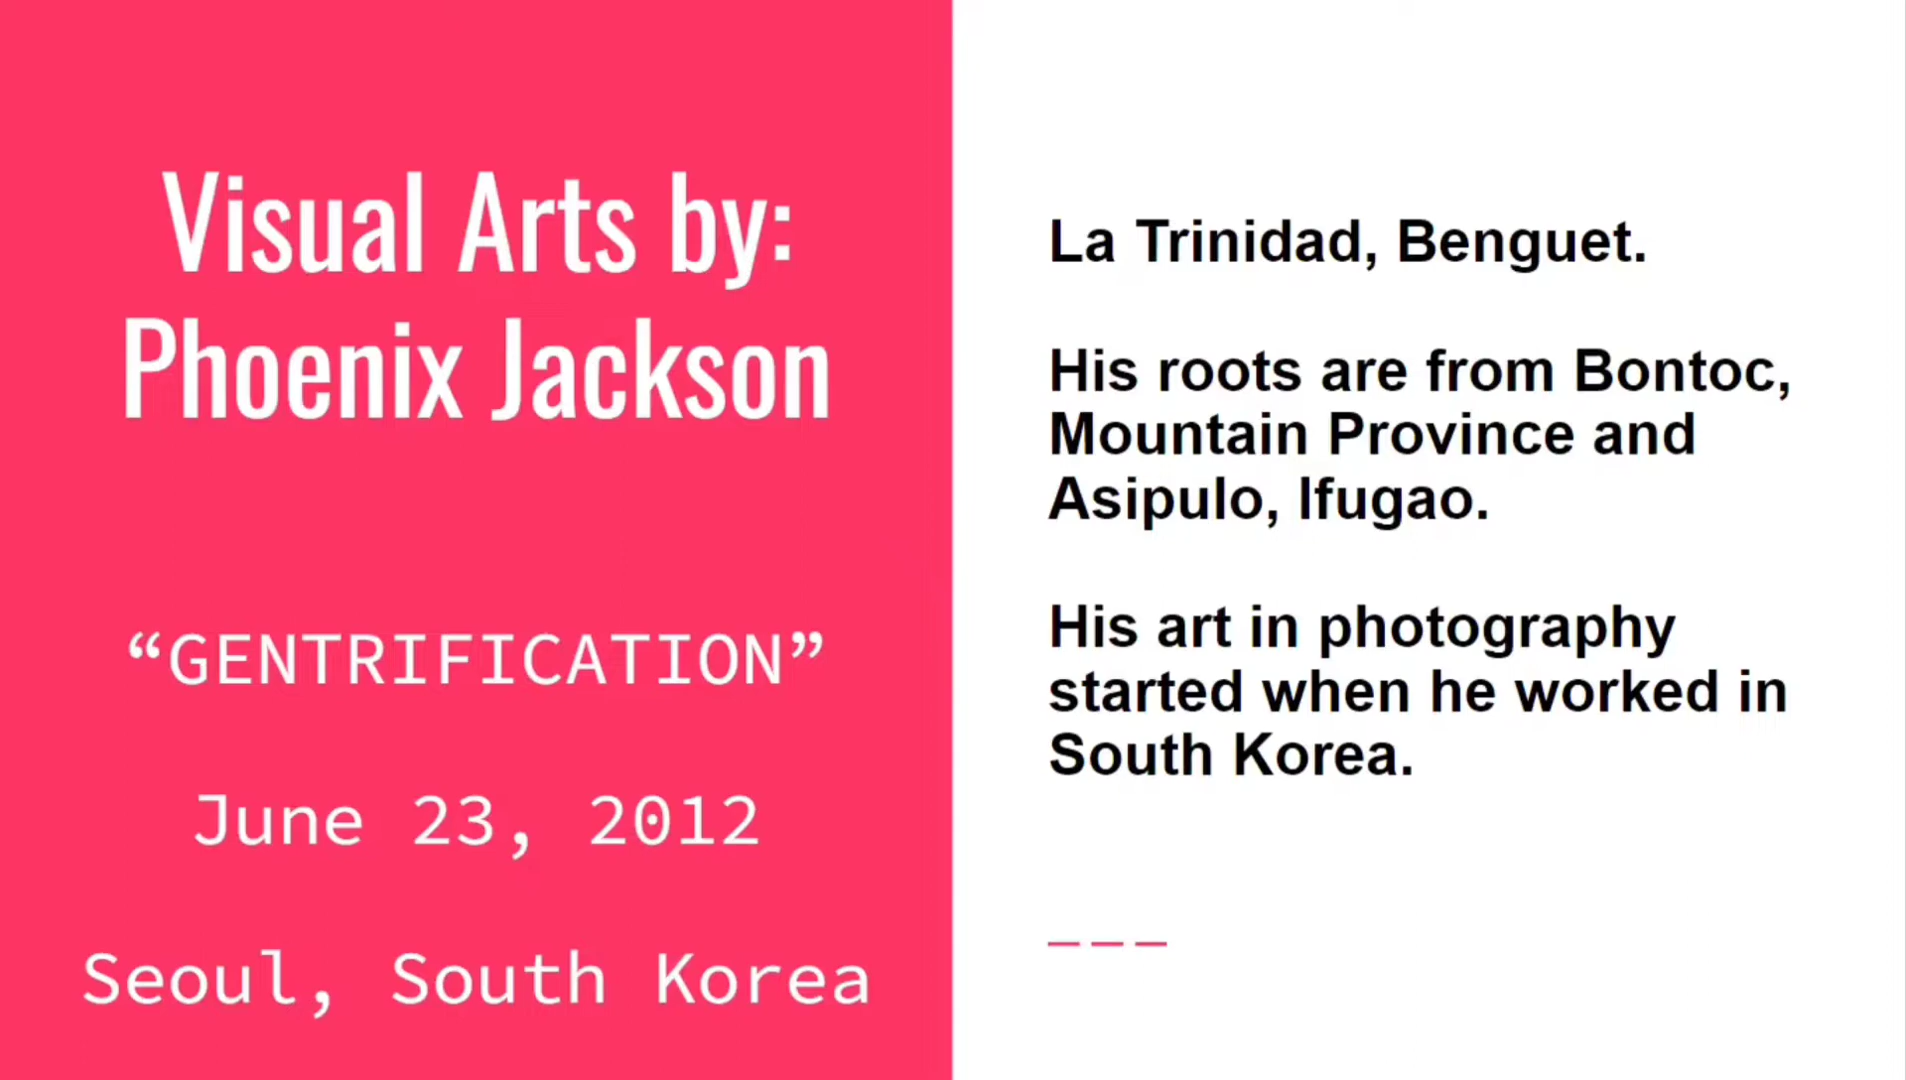 Visual Arts by:
Phoenix Jackson
“GENTRIFICATION”
June 23, 2012
Seoul, South Korea
La Trinidad, Benguet.
His roots are from Bontoc,
Mountain Province and
Asipulo, Ifugao.
His art in photography
started when he worked in
South Korea.